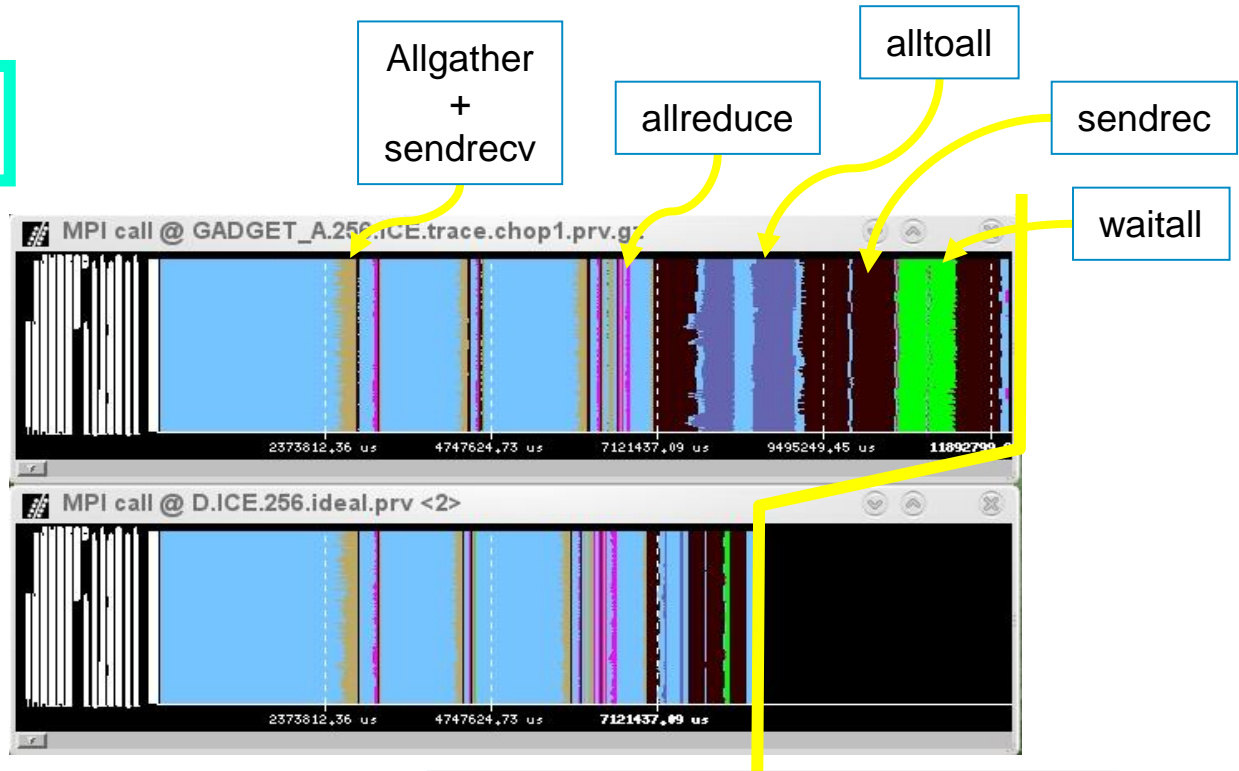 Allgather
+
sendrecv
allreduce
alltoall
sendrec
waitall
MPI call @ GADGET_A.256.ICE.trace.chop1.prv.gz
2373812.36 us 4747624.73 us 7121437.09 us 9495249.45 us 11892799.
MPI call @ D.ICE.256.ideal.prv <2>
2373812.36 us 4747624.73 us 7121437.09 us